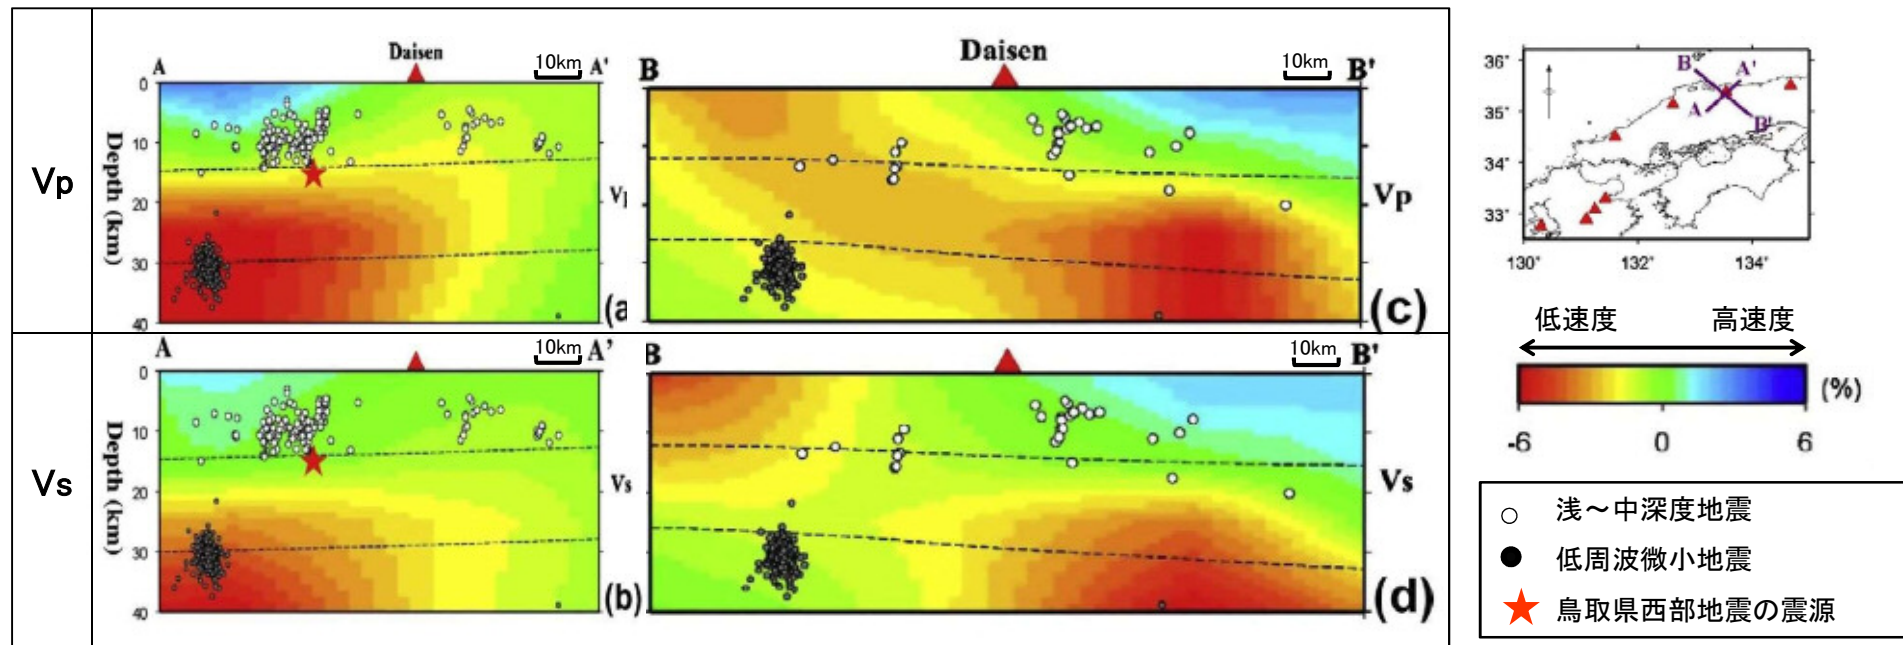 Vp
Daisen
A
10km
A'
0
10
20
30
40
Depth (km)
(a
Daisen
B
10km
B'
Vp
(c)
Vs
A
10km
A'
0
10
20
30
40
Depth (km)
Vs
(b)
B
10km
B'
Vs
(d)
36°
35°
34°
33°
130°
132°
134°
B
A'
A
B'
低速度
高速度
(%)
-6
0
6
浅～中深度地震
低周波微小地震
鳥取県西部地震の震源